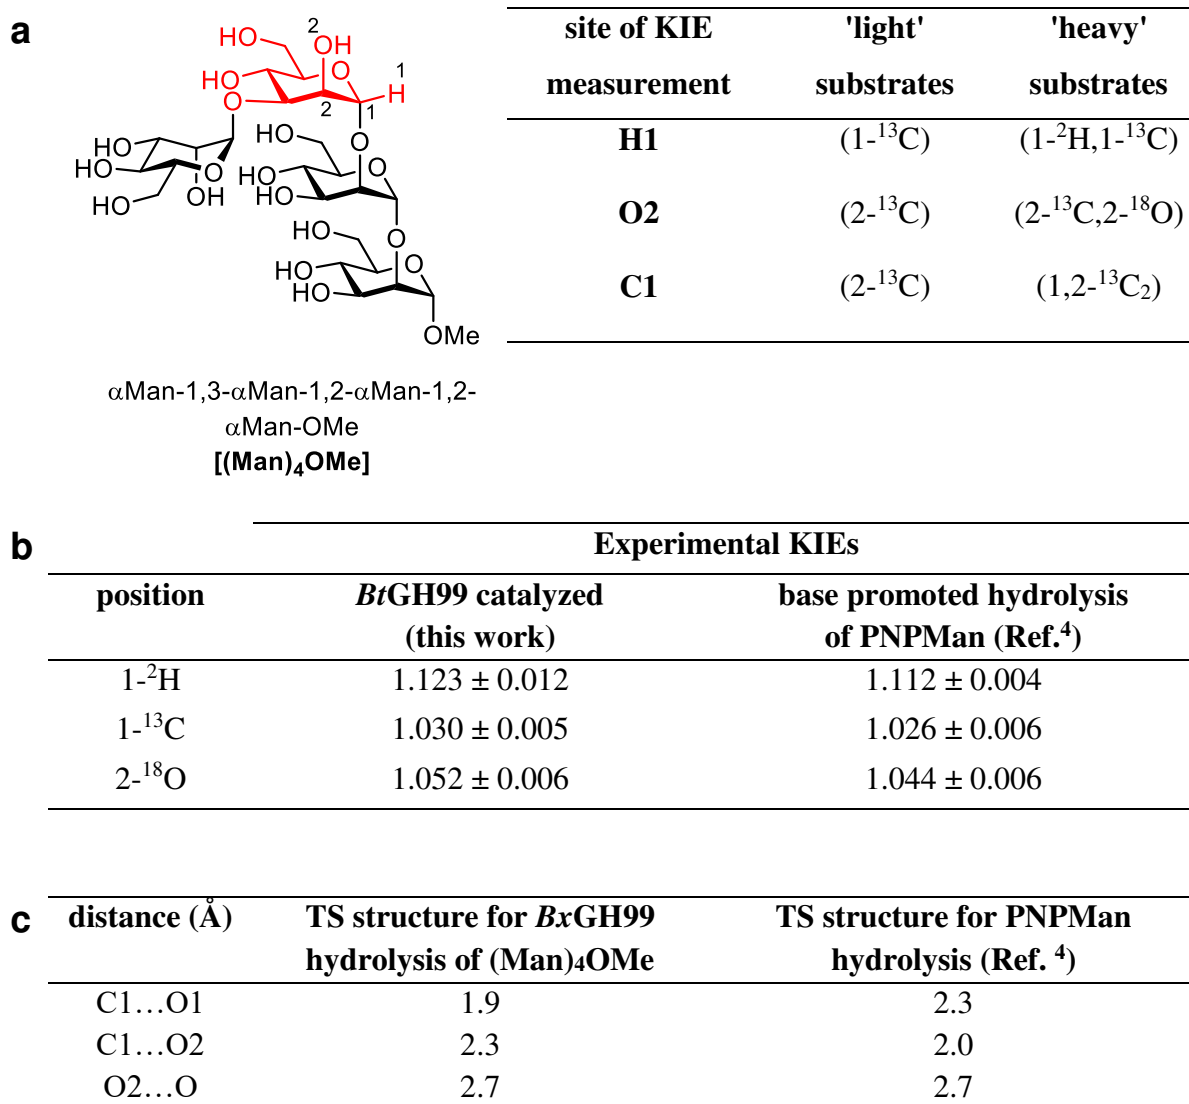 a
HO
2
OH
O
1
H
HO
O
2
1
HO
O
HO
HO
O
HO
OH
HO
O
HO
HO
O
HO
O
HO
HO
OMe
αMan-1,3-αMan-1,2-αMan-1,2-
αMan-OMe
[(Man)₄OMe]
site of KIE 'light' 'heavy'
measurement substrates substrates
H1 (1-¹³C) (1-²H,1-¹³C)
O2 (2-¹³C) (2-¹³C,2-¹⁸O)
C1 (2-¹³C) (1,2-¹³C₂)
b
Experimental KIEs
position BtGH99 catalyzed base promoted hydrolysis
(this work) of PNPMan (Ref.⁴)
1-²H 1.123 ± 0.012 1.112 ± 0.004
1-¹³C 1.030 ± 0.005 1.026 ± 0.006
2-¹⁸O 1.052 ± 0.006 1.044 ± 0.006
c
distance (Å) TS structure for BxGH99 TS structure for PNPMan
hydrolysis of (Man)₄OMe hydrolysis (Ref. ⁴)
C1…O1 1.9 2.3
C1…O2 2.3 2.0
O2…O 2.7 2.7